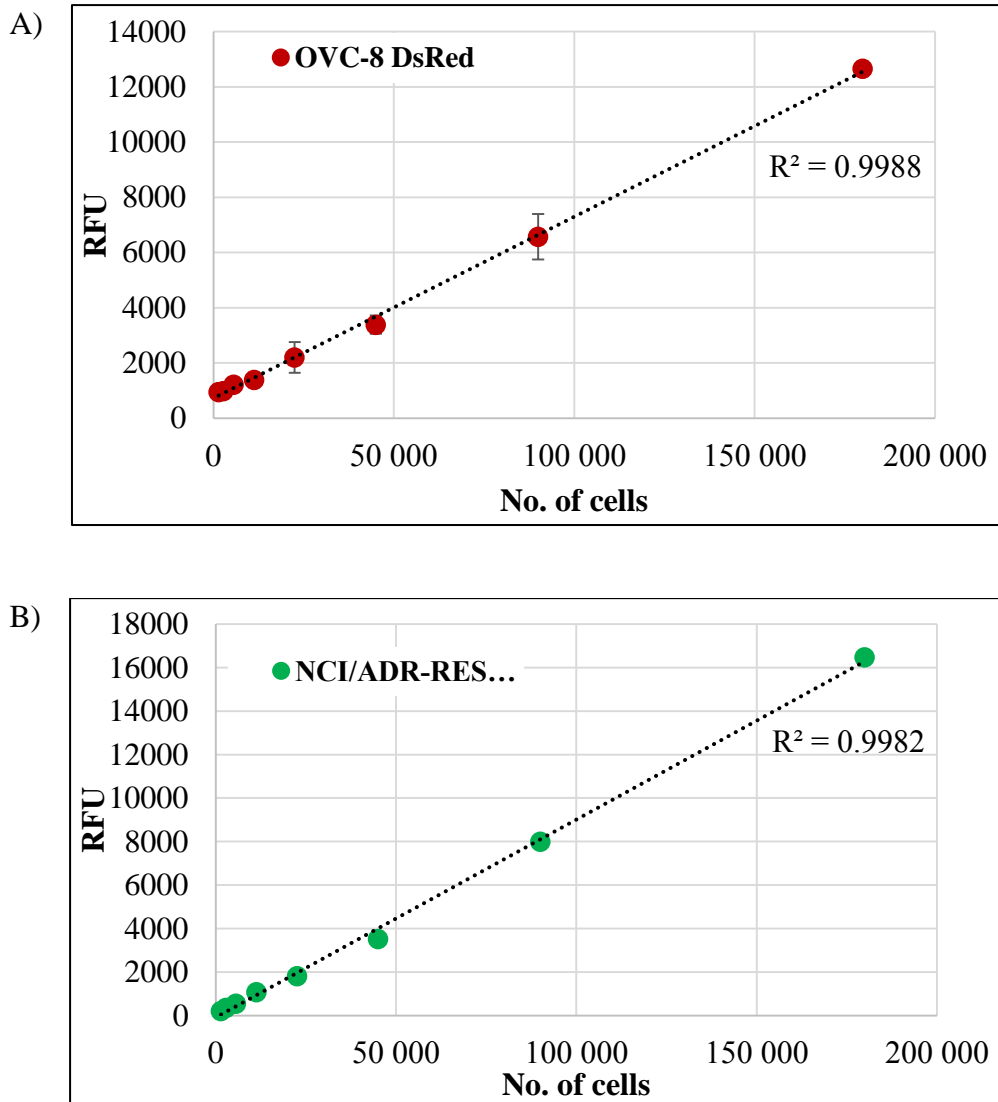 A)
14000
12000
10000
8000
6000
4000
2000
0
RFU
OVC-8 DsRed
R² = 0.9988
0 50 000 100 000 150 000 200 000
No. of cells
B)
18000
16000
14000
12000
10000
8000
6000
4000
2000
0
RFU
NCI/ADR-RES…
R² = 0.9982
0 50 000 100 000 150 000 200 000
No. of cells